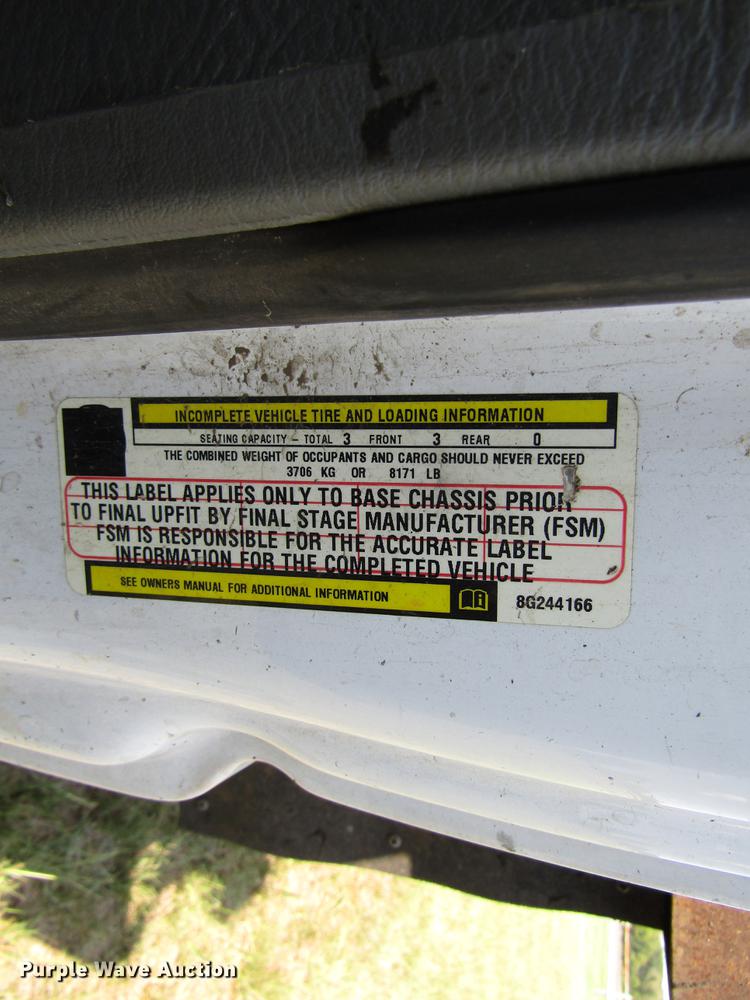 INCOMPLETE VEHICLE TIRE AND LOADING INFORMATION
SEATING CAPACITY – TOTAL 3 FRONT 3 REAR 0
THE COMBINED WEIGHT OF OCCUPANTS AND CARGO SHOULD NEVER EXCEED
3706 KG OR 8171 LB
THIS LABEL APPLIES ONLY TO BASE CHASSIS PRIOR
TO FINAL UPFIT BY FINAL STAGE MANUFACTURER (FSM)
FSM IS RESPONSIBLE FOR THE ACCURATE LABEL
INFORMATION FOR THE COMPLETED VEHICLE
SEE OWNERS MANUAL FOR ADDITIONAL INFORMATION
8G244166
Purple Wave Auction